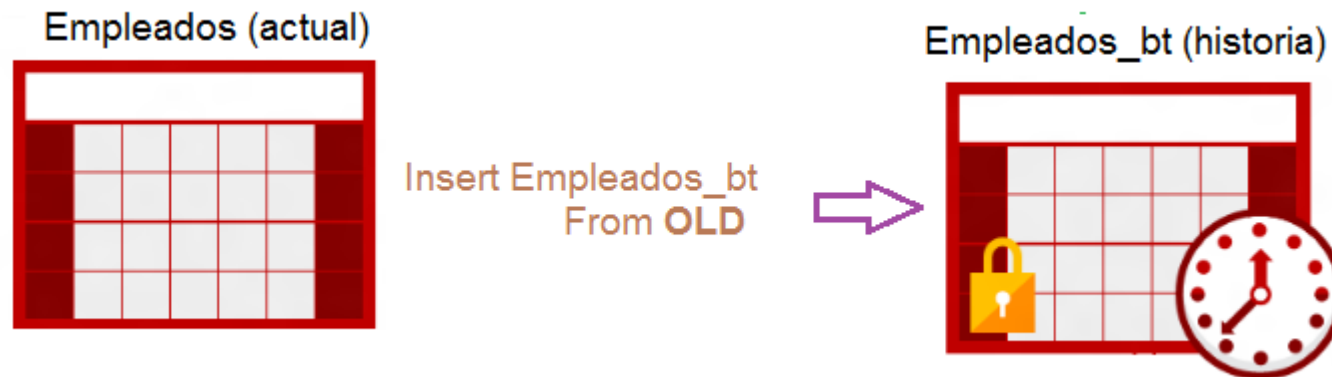 Empleados (actual)
Empleados_bt (historia)
Insert Empleados_bt
From OLD